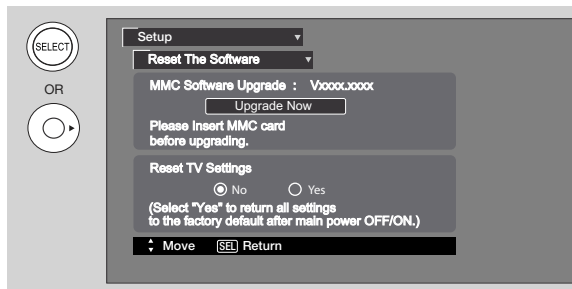 SELECT
OR
Setup
Reset The Software
MMC Software Upgrade : Vxxxx.xxxx
Upgrade Now
Please Insert MMC card
before upgrading.
Reset TV Settings
No Yes
(Select "Yes" to return all settings
to the factory default after main power OFF/ON.)
Move SEL Return